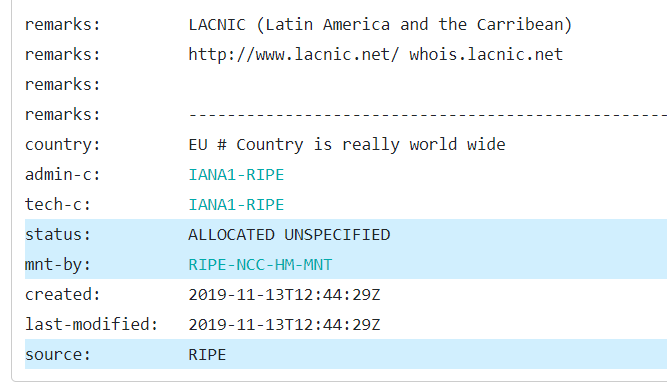 remarks: LACNIC (Latin America and the Carribean)
remarks: http://www.lacnic.net/ whois.lacnic.net
remarks:
remarks: --------------------------------------------------
country: EU # Country is really world wide
admin-c: IANA1-RIPE
tech-c: IANA1-RIPE
status: ALLOCATED UNSPECIFIED
mnt-by: RIPE-NCC-HM-MNT
created: 2019-11-13T12:44:29Z
last-modified: 2019-11-13T12:44:29Z
source: RIPE